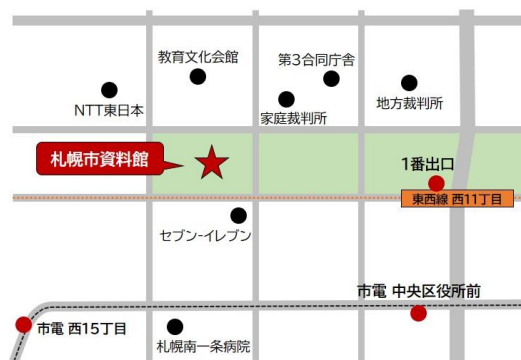 教育文化会館
第3合同庁舎
NTT東日本
家庭裁判所
地方裁判所
札幌市資料館
1番出口
東西線 西11丁目
セブン-イレブン
市電 中央区役所前
市電 西15丁目
札幌南一条病院